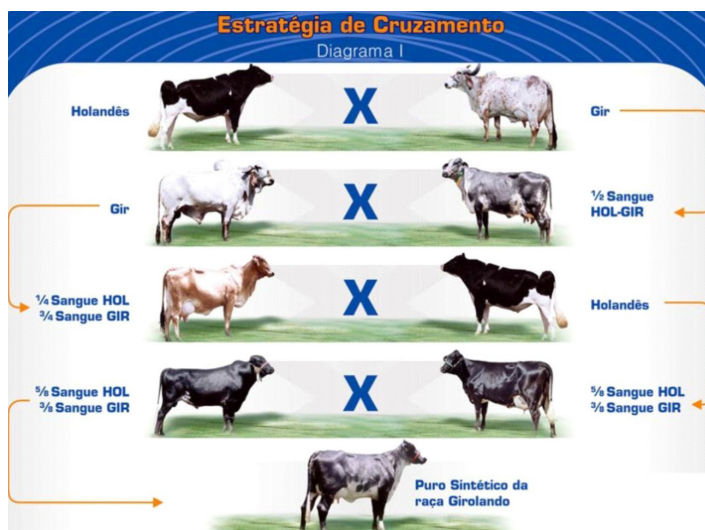 Estratégia de Cruzamento
Diagrama I
Holandês
X
Gir
Gir
X
½ Sangue
HOL-GIR
¼ Sangue HOL
¾ Sangue GIR
X
Holandês
⅝ Sangue HOL
⅜ Sangue GIR
X
⅝ Sangue HOL
⅜ Sangue GIR
Puro Sintético da
raça Girolando